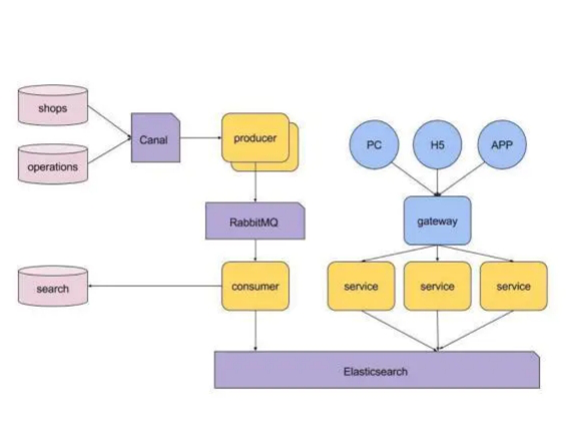 shops
operations
Canal
producer
PC
H5
APP
RabbitMQ
gateway
search
consumer
service
service
service
Elasticsearch